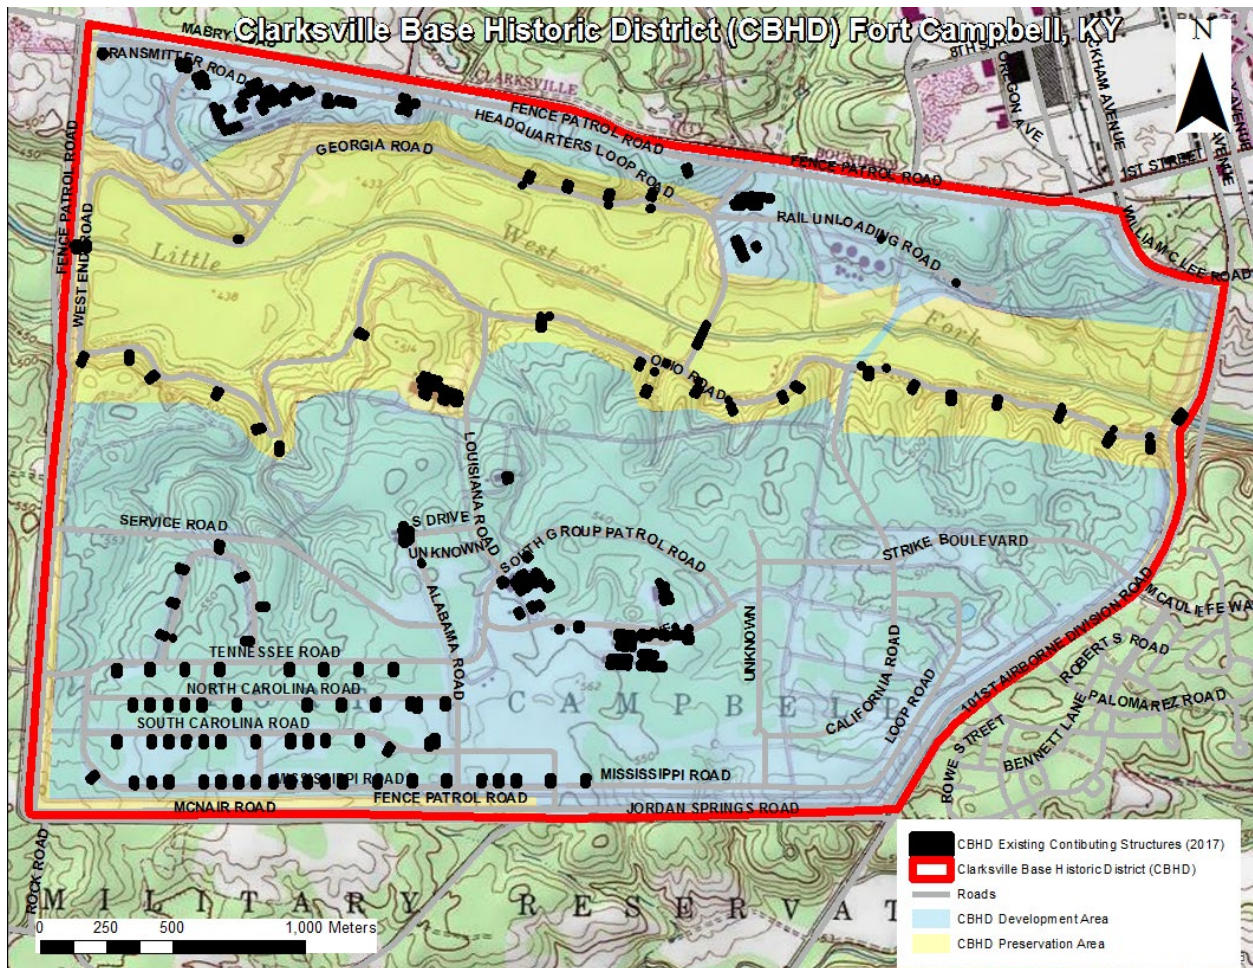 Clarksville Base Historic District (CBHD) Fort Campbell, KY
N
MABRY ROAD
RANSMITTER ROAD
CLARKSVILLE
8TH S
OREGON AVE
CKHAM AVENUE
AVENUE
Y AVENUE
1ST STREET
FENCE PATROL ROAD
HEADQUARTERS LOOP ROAD
BOUNDARY
FENCE PATROL ROAD
GEORGIA ROAD
FENCE PATROL ROAD
WEST END ROAD
WILLIAM C LEE ROAD
RAIL UNLOADING ROAD
Little
West
Fork
OHIO ROAD
LOUISIANA ROAD
SERVICE ROAD
S DRIVE
UNKNOWN
SOUTH GROUP PATROL ROAD
STRIKE BOULEVARD
ALABAMA ROAD
UNKNOWN
MCAULIFFE WA
101ST AIRBORNE DIVISION ROAD
ROBERT S ROAD
TENNESSEE ROAD
NORTH CAROLINA ROAD
CAMPBELL
CALIFORNIA ROAD
LOOP ROAD
PALOMAREZ ROAD
SOUTH CAROLINA ROAD
BENNETT LANE
ROWE STREET
MISSISSIPPI ROAD
MISSISSIPPI ROAD
FENCE PATROL ROAD
MCNAIR ROAD
JORDAN SPRINGS ROAD
ROCK ROAD
MILITARY RESERVAT
CBHD Existing Contibuting Structures (2017)
Clarksville Base Historic District (CBHD)
Roads
CBHD Development Area
CBHD Preservation Area
0 250 500 1,000 Meters